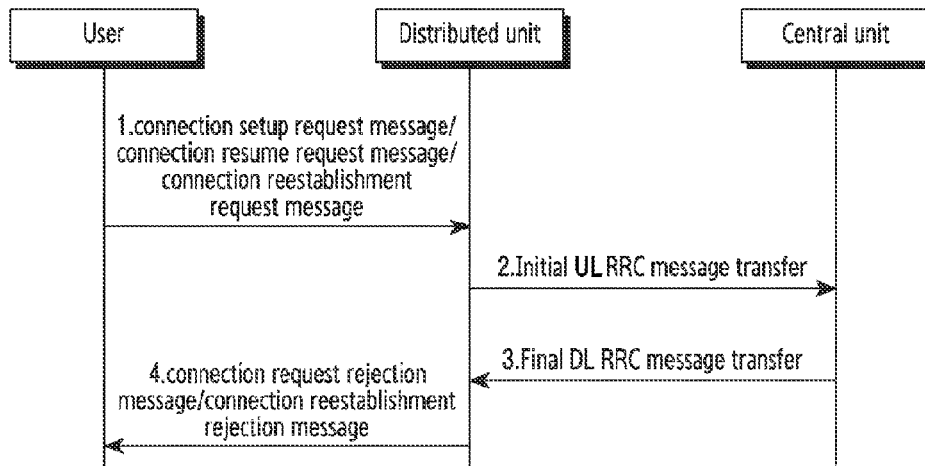 User
Distributed unit
Central unit
1.connection setup request message/
connection resume request message/
connection reestablishment
request message
2.Initial UL RRC message transfer
3.Final DL RRC message transfer
4.connection request rejection
message/connection reestablishment
rejection message